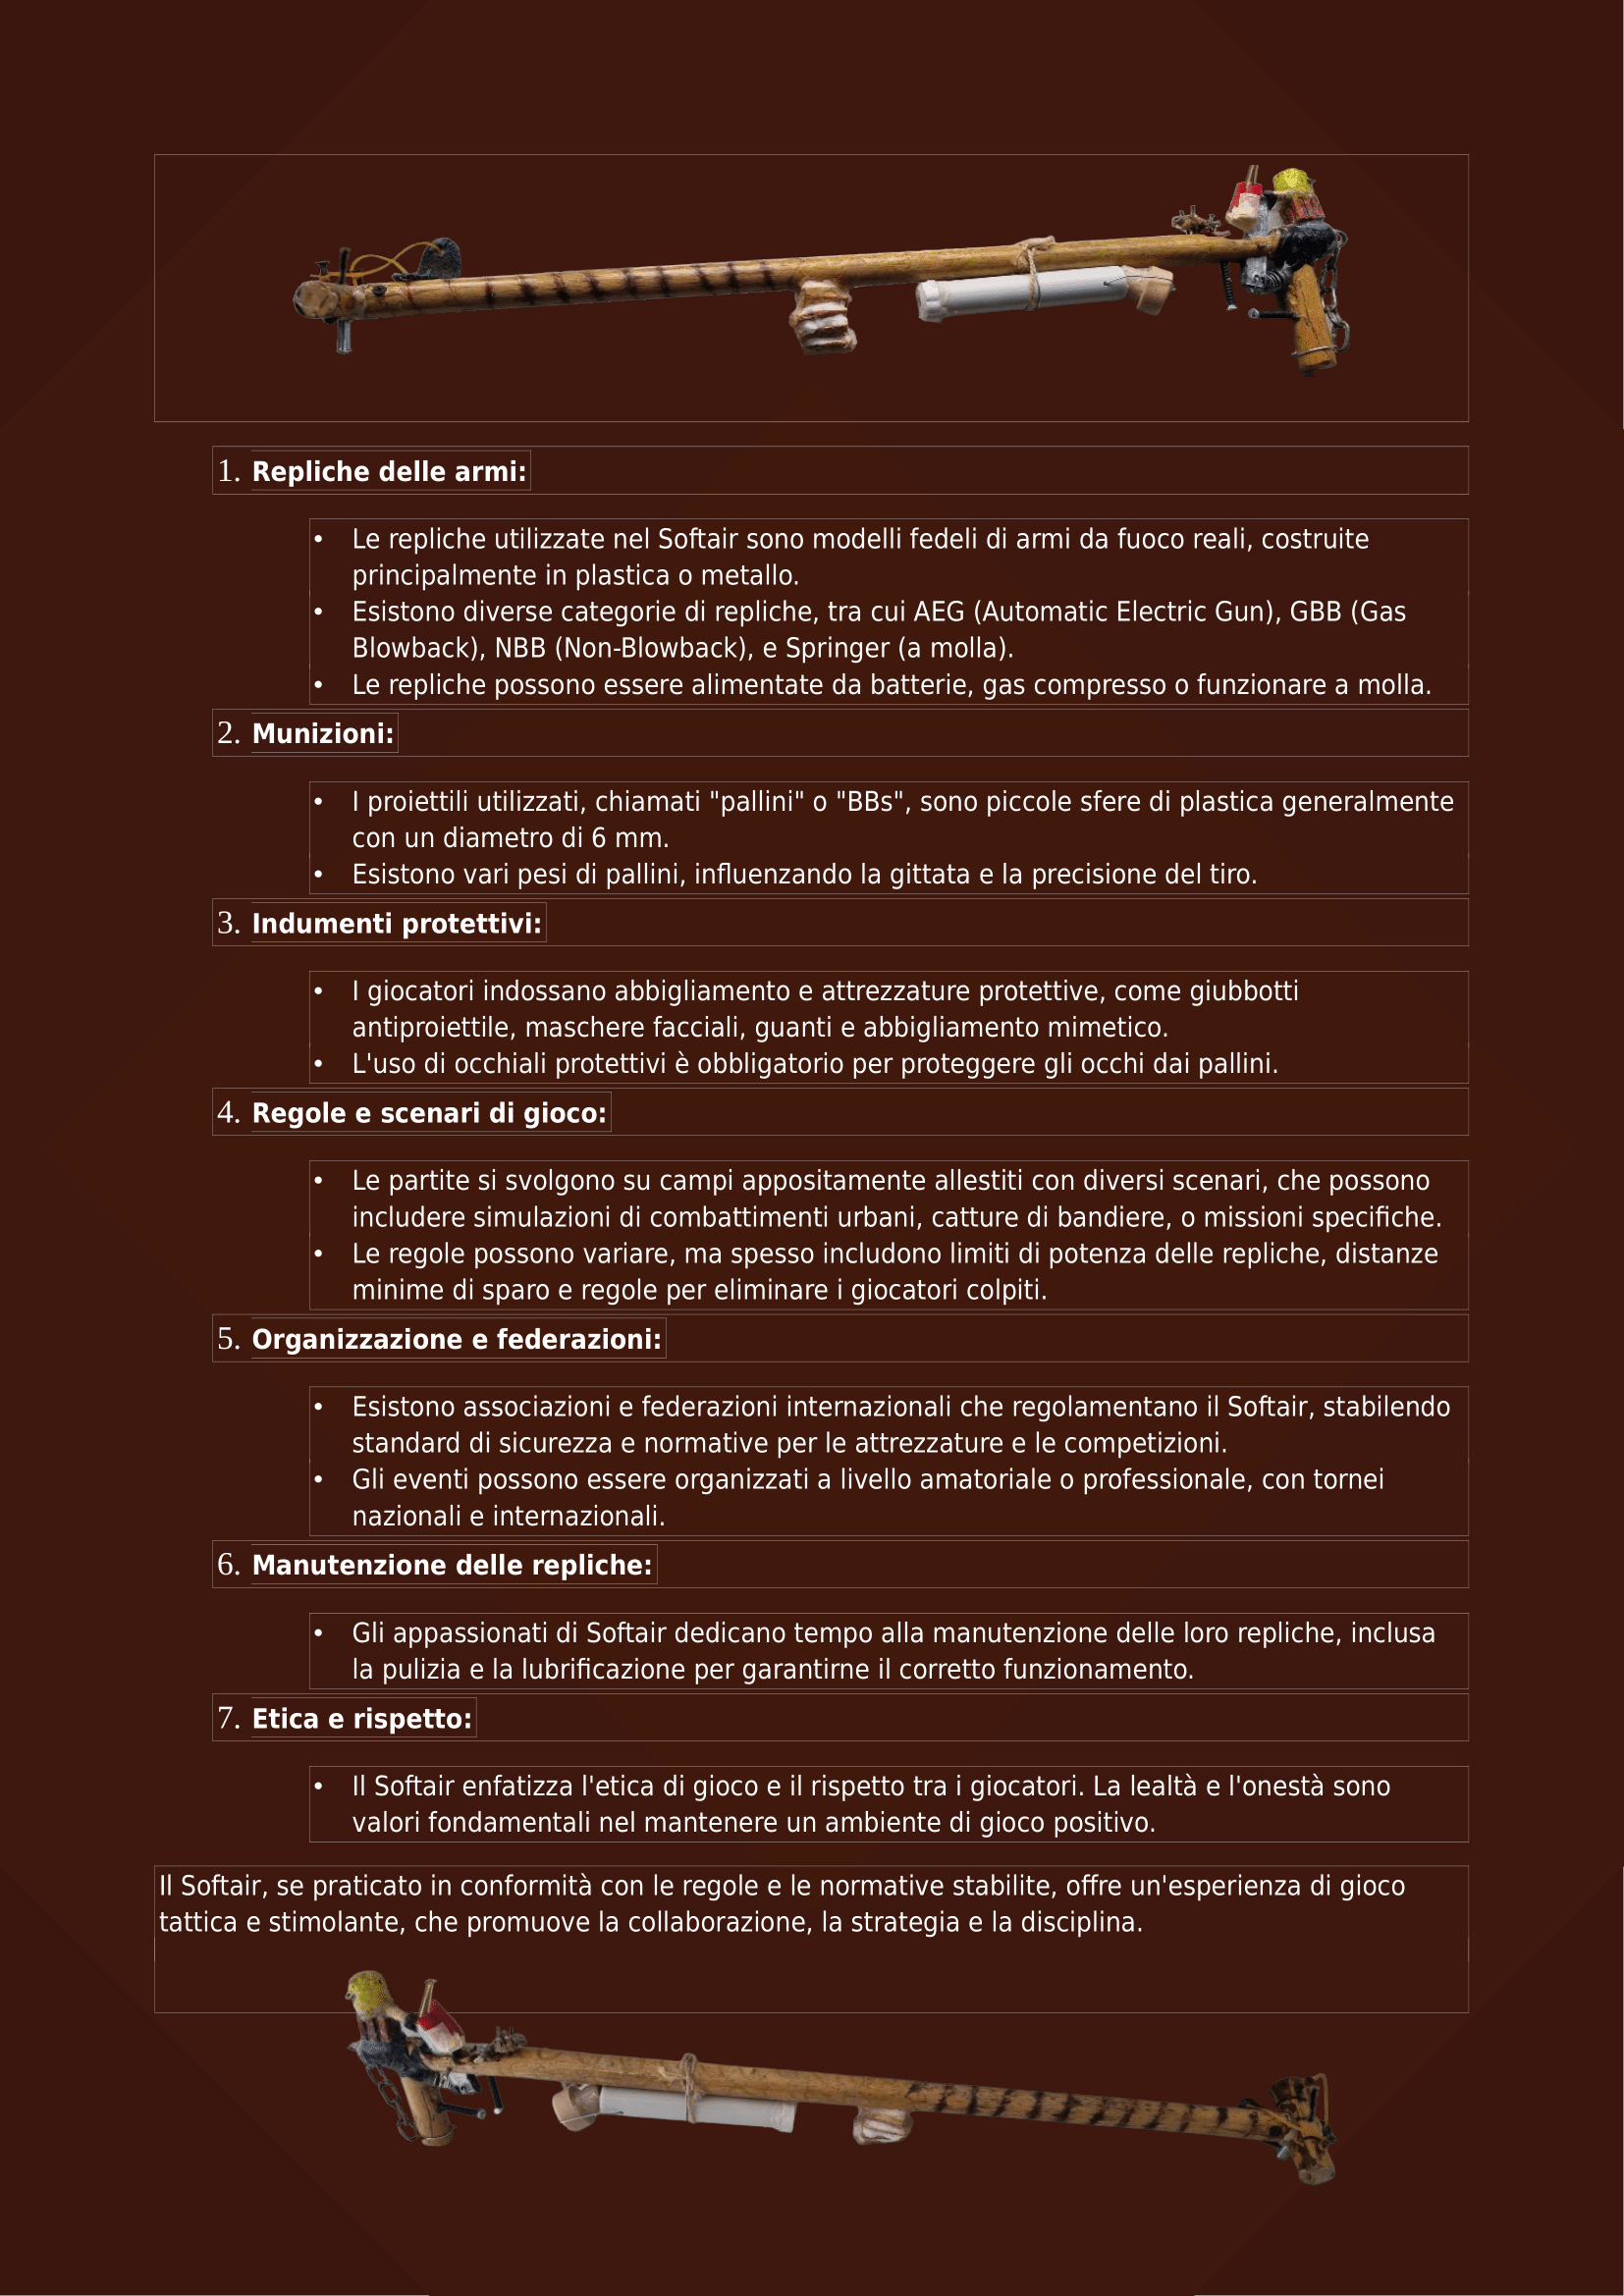 1. Repliche delle armi:
• Le repliche utilizzate nel Softair sono modelli fedeli di armi da fuoco reali, costruite
principalmente in plastica o metallo.
• Esistono diverse categorie di repliche, tra cui AEG (Automatic Electric Gun), GBB (Gas
Blowback), NBB (Non-Blowback), e Springer (a molla).
• Le repliche possono essere alimentate da batterie, gas compresso o funzionare a molla.
2. Munizioni:
• I proiettili utilizzati, chiamati "pallini" o "BBs", sono piccole sfere di plastica generalmente
con un diametro di 6 mm.
• Esistono vari pesi di pallini, influenzando la gittata e la precisione del tiro.
3. Indumenti protettivi:
• I giocatori indossano abbigliamento e attrezzature protettive, come giubbotti
antiproiettile, maschere facciali, guanti e abbigliamento mimetico.
• L'uso di occhiali protettivi è obbligatorio per proteggere gli occhi dai pallini.
4. Regole e scenari di gioco:
• Le partite si svolgono su campi appositamente allestiti con diversi scenari, che possono
includere simulazioni di combattimenti urbani, catture di bandiere, o missioni specifiche.
• Le regole possono variare, ma spesso includono limiti di potenza delle repliche, distanze
minime di sparo e regole per eliminare i giocatori colpiti.
5. Organizzazione e federazioni:
• Esistono associazioni e federazioni internazionali che regolamentano il Softair, stabilendo
standard di sicurezza e normative per le attrezzature e le competizioni.
• Gli eventi possono essere organizzati a livello amatoriale o professionale, con tornei
nazionali e internazionali.
6. Manutenzione delle repliche:
• Gli appassionati di Softair dedicano tempo alla manutenzione delle loro repliche, inclusa
la pulizia e la lubrificazione per garantirne il corretto funzionamento.
7. Etica e rispetto:
• Il Softair enfatizza l'etica di gioco e il rispetto tra i giocatori. La lealtà e l'onestà sono
valori fondamentali nel mantenere un ambiente di gioco positivo.
Il Softair, se praticato in conformità con le regole e le normative stabilite, offre un'esperienza di gioco
tattica e stimolante, che promuove la collaborazione, la strategia e la disciplina.